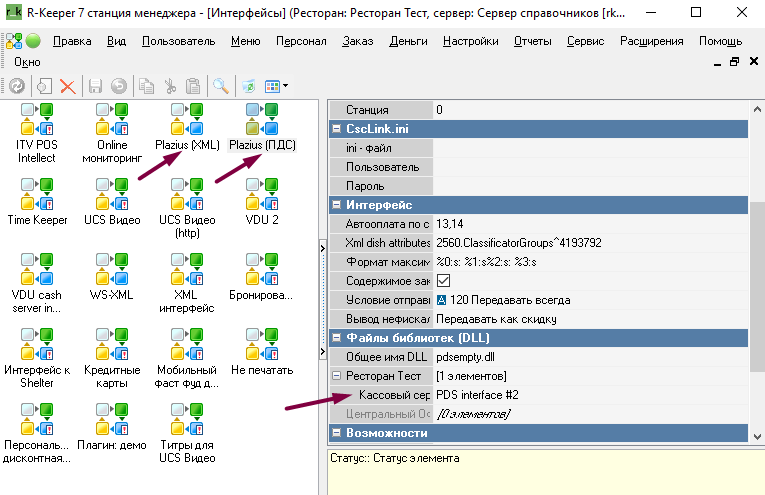 r_k R-Keeper 7 станция менеджера - [Интерфейсы] (Ресторан: Ресторан Тест, сервер: Сервер справочников [rk...
Правка Вид Пользователь Меню Персонал Заказ Деньги Настройки Отчеты Сервис Расширения Помощь
Окно
ITV POS Intellect
Online мониторинг
Plazius (XML)
Plazius (ПДС)
Time Keeper
UCS Видео
UCS Видео (http)
VDU 2
VDU cash server in...
WS-XML
XML интерфейс
Бронирова...
Интерфейс к Shelter
Кредитные карты
Мобильный фаст фуд д...
Не печатать
Персональ... дисконтная...
Плагин: демо
Титры для UCS Видео
Станция 0
CscLink.ini
ini - файл
Пользователь
Пароль
Интерфейс
Автооплата по с 13,14
Xml dish attributes 2560.ClassificatorGroups^4193792
Формат максим %0:s: %1:s%2:s: %3:s
Содержимое зак
Условие отправи A 120 Передавать всегда
Вывод нефискал Передавать как скидку
Файлы библиотек (DLL)
Общее имя DLL pdsempty.dll
Ресторан Тест [1 элементов]
Кассовый сер PDS interface #2
Центральный Оф [0 элементов]
Возможности
Статус:: Статус элемента